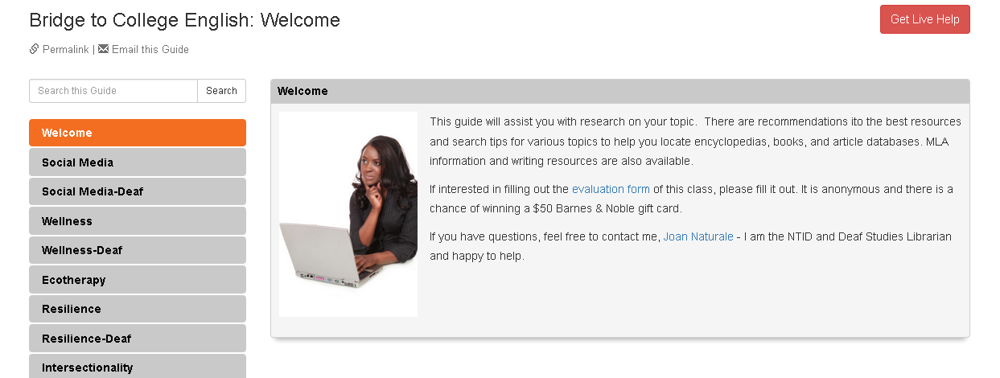 Bridge to College English: Welcome
Get Live Help
Permalink | Email this Guide
Search this Guide
Search
Welcome
Social Media
Social Media-Deaf
Wellness
Wellness-Deaf
Ecotherapy
Resilience
Resilience-Deaf
Intersectionality
Welcome
This guide will assist you with research on your topic.  There are recommendations ito the best resources
and search tips for various topics to help you locate encyclopedias, books, and article databases. MLA
information and writing resources are also available.
If interested in filling out the evaluation form of this class, please fill it out. It is anonymous and there is a
chance of winning a $50 Barnes & Noble gift card.
If you have questions, feel free to contact me, Joan Naturale - I am the NTID and Deaf Studies Librarian
and happy to help.